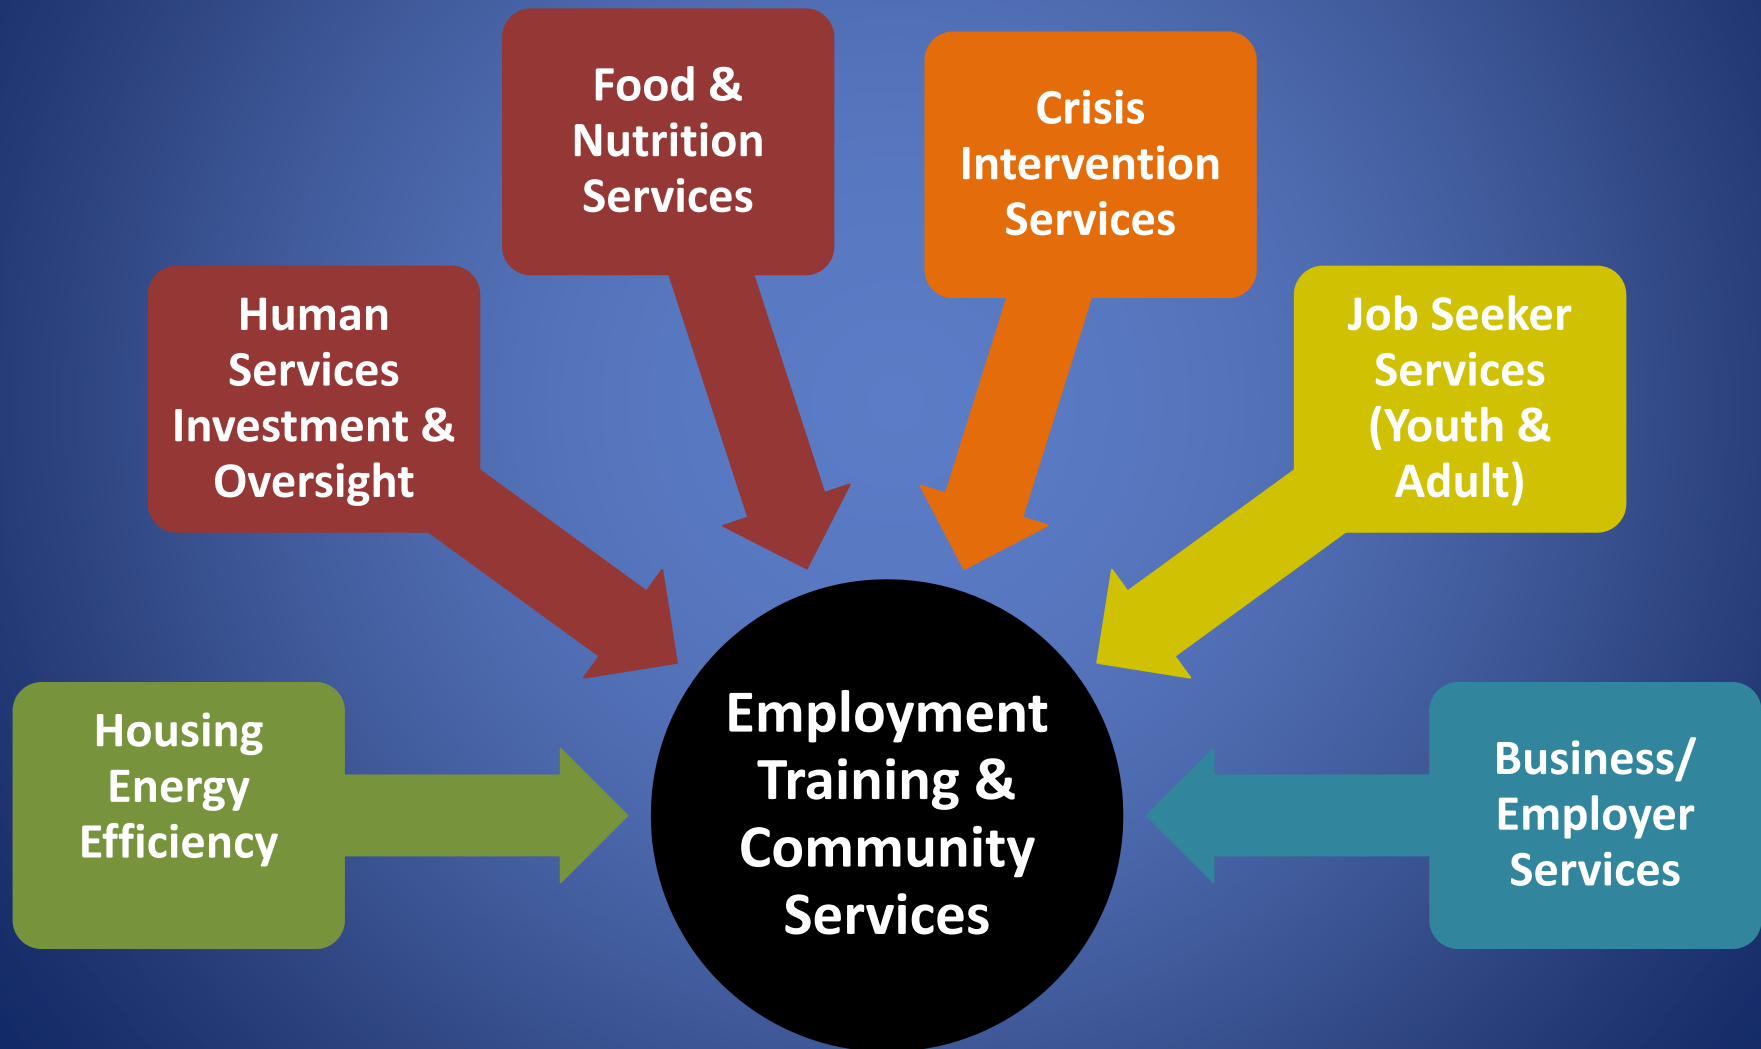 Food &
Nutrition
Services
Crisis
Intervention
Services
Human
Services
Investment &
Oversight
Job Seeker
Services
(Youth &
Adult)
Housing
Energy
Efficiency
Employment
Training &
Community
Services
Business/
Employer
Services